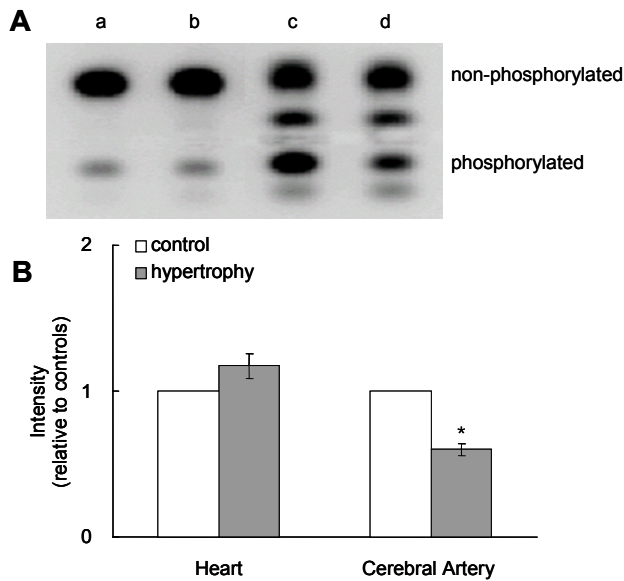 A
a b c d
non-phosphorylated
phosphorylated
B
2
control
hypertrophy
Intensity
(relative to controls)
1
*
0
Heart Cerebral Artery